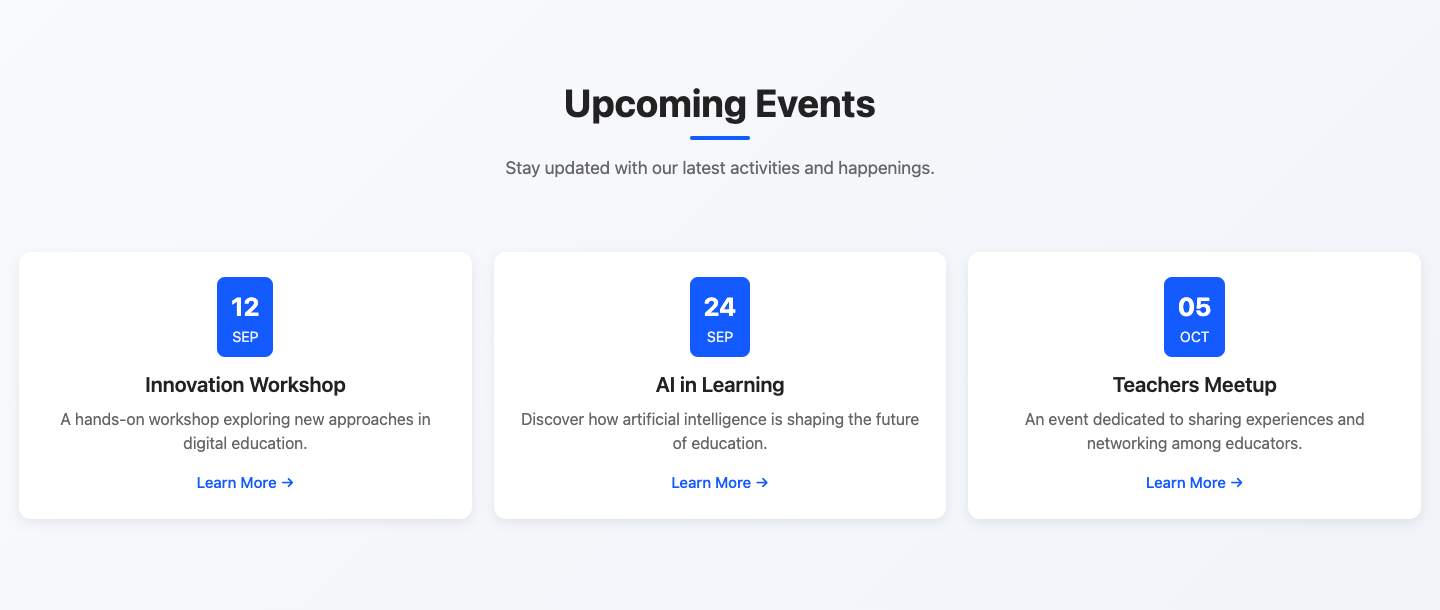 Upcoming Events
Stay updated with our latest activities and happenings.
12
SEP
Innovation Workshop
A hands-on workshop exploring new approaches in
digital education.
Learn More →
24
SEP
AI in Learning
Discover how artificial intelligence is shaping the future
of education.
Learn More →
05
OCT
Teachers Meetup
An event dedicated to sharing experiences and
networking among educators.
Learn More →